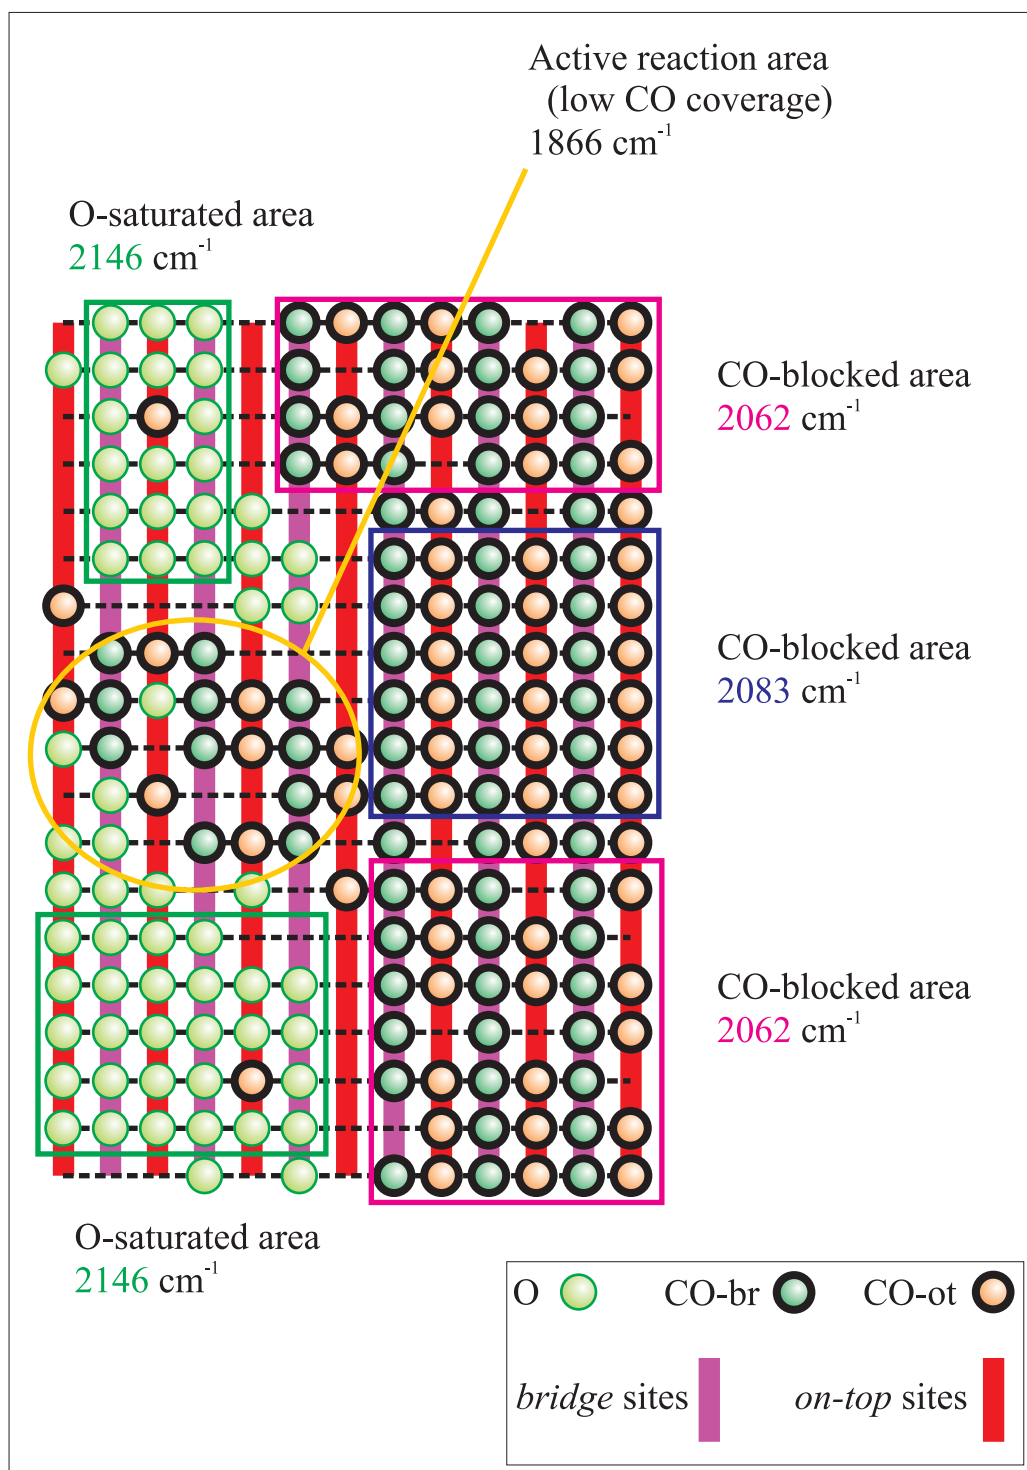 Active reaction area
(low CO coverage)
1866 cm⁻¹
O-saturated area
2146 cm⁻¹
CO-blocked area
2062 cm⁻¹
CO-blocked area
2083 cm⁻¹
CO-blocked area
2062 cm⁻¹
O-saturated area
2146 cm⁻¹
O CO-br CO-ot
bridge sites on-top sites